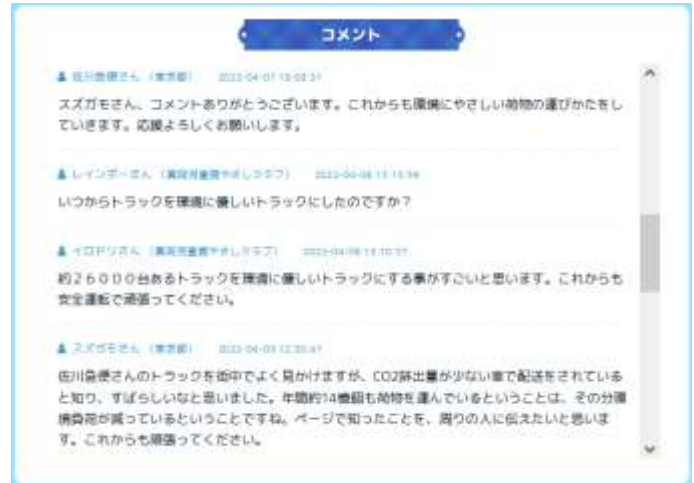 コメント
佐川急便さん （東京都）
スズガモさん、コメントありがとうございます。これからも環境にやさしい荷物の運びかたをし
ていきます。応援よろしくお願いします。
レインボーさん
いつからトラックを環境に優しいトラックにしたのですか？
イロドリさん
約２６０００台あるトラックを環境に優しいトラックにする事がすごいと思います。これからも
安全運転で頑張ってください。
スズガモさん （東京都）
佐川急便さんのトラックを街中でよく見かけますが、CO2排出量が少ない車で配送をされている
と知り、すばらしいなと思いました。年間約14億個も荷物を運んでいるということは、その分環
境負荷が減っているということですね。ページで知ったことを、周りの人に伝えたいと思いま
す。これからも頑張ってください。